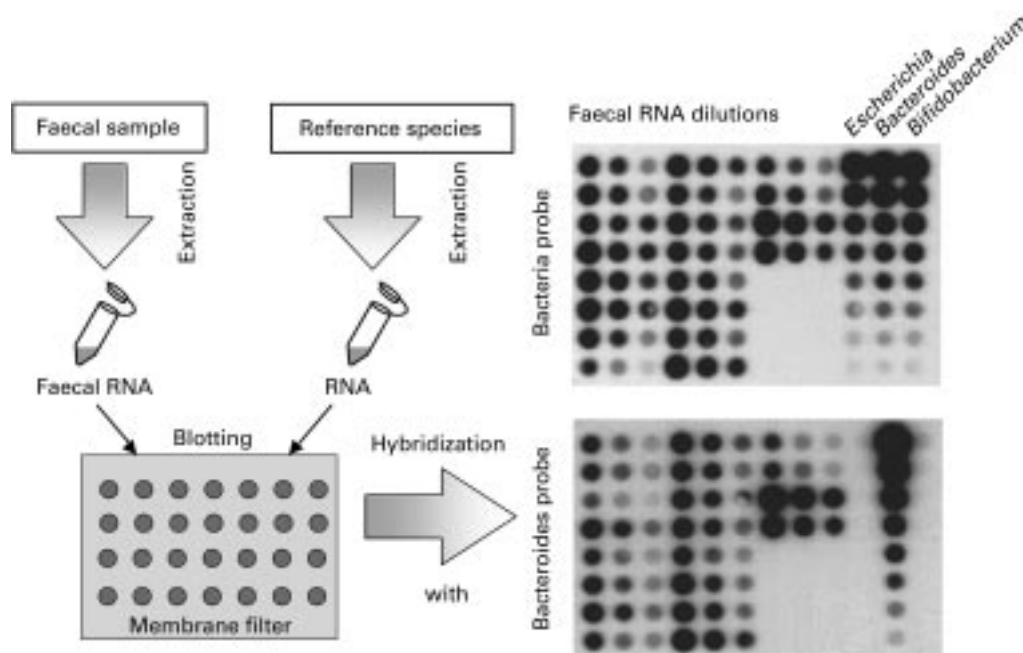 Faecal sample
Reference species
Extraction
Extraction
Faecal RNA
RNA
Blotting
Membrane filter
Hybridization
with
Faecal RNA dilutions
Escherichia
Bacteroides
Bifidobacterium
Bacteria probe
Bacteroides probe